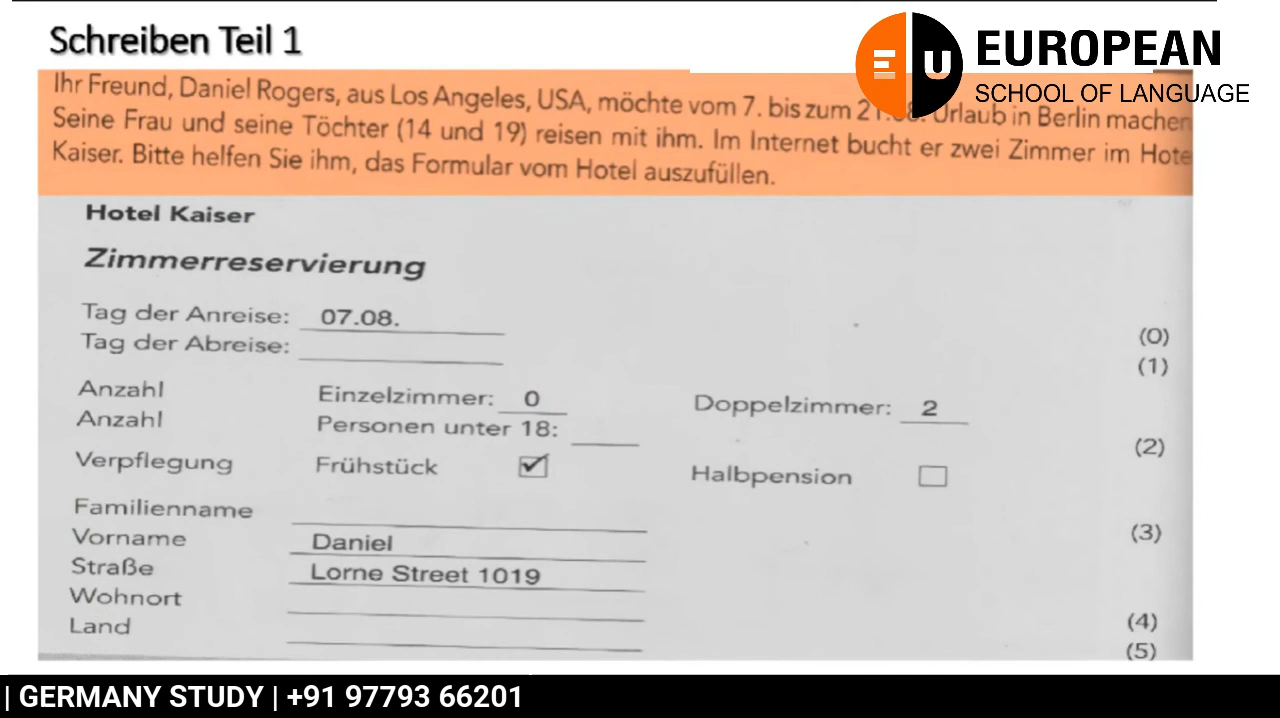 Schreiben Teil 1
EU EUROPEAN
SCHOOL OF LANGUAGE
Ihr Freund, Daniel Rogers, aus Los Angeles, USA, möchte vom 7. bis zum Urlaub in Berlin machen
Seine Frau und seine Töchter (14 und 19) reisen mit ihm. Im Internet bucht er zwei Zimmer im Hote
Kaiser. Bitte helfen Sie ihm, das Formular vom Hotel auszufüllen.
Hotel Kaiser
Zimmerreservierung
Tag der Anreise: 07.08. (0)
Tag der Abreise: (1)
Anzahl Einzelzimmer: 0 Doppelzimmer: 2
Anzahl Personen unter 18: (2)
Verpflegung Frühstück Halbpension
Familienname (3)
Vorname Daniel
Straße Lorne Street 1019
Wohnort (4)
Land (5)
| GERMANY STUDY | +91 97793 66201